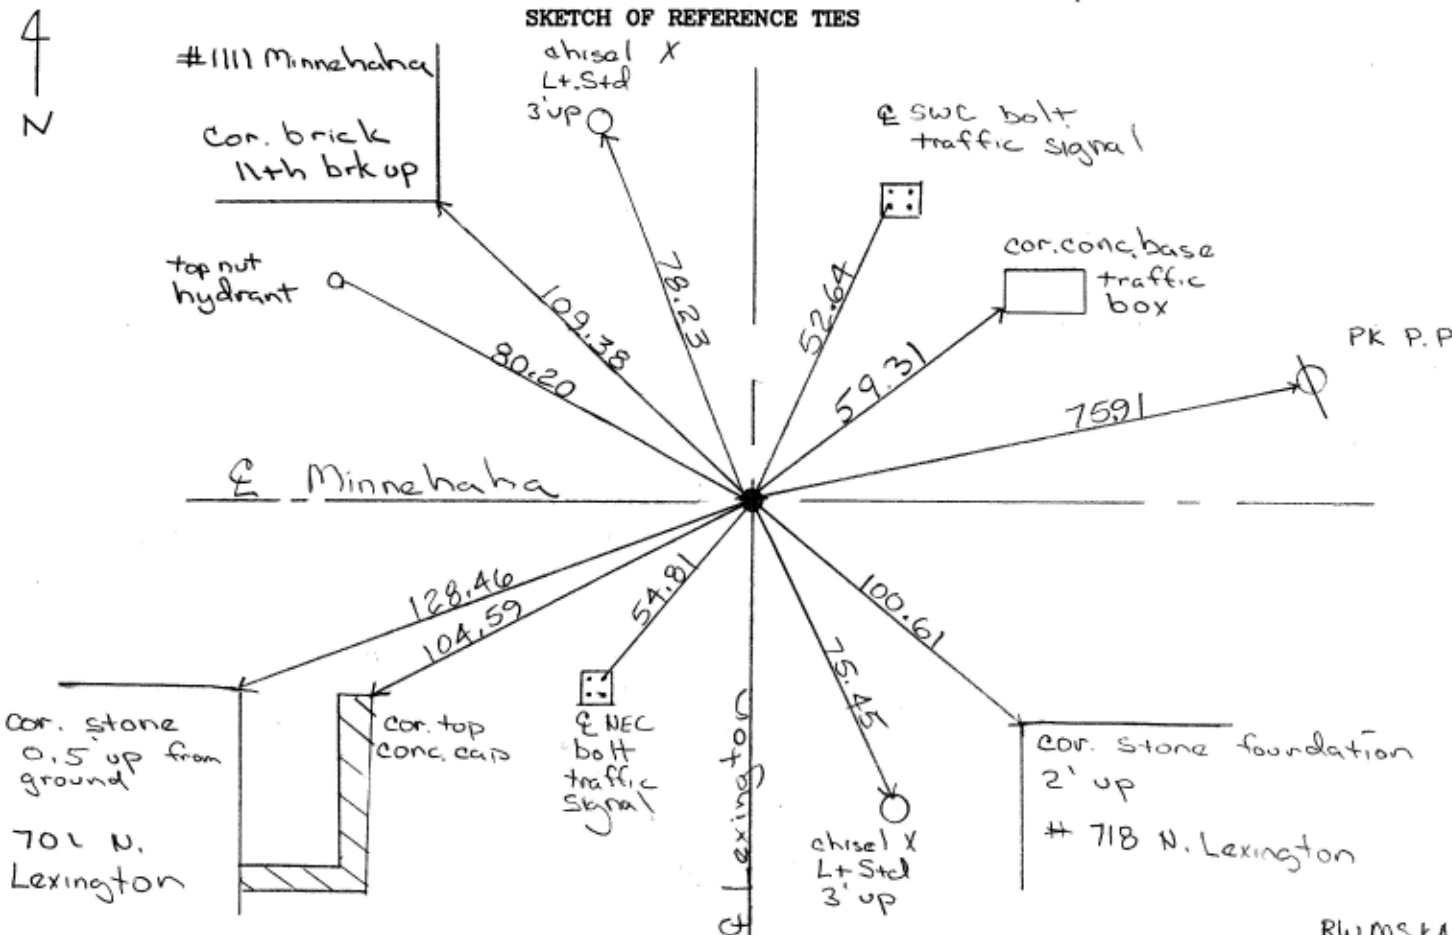 SKETCH OF REFERENCE TIES
N
#1111 Minnehaha
cor. brick
11th brk up
chisel X
Lt. Std
3' up
℄ SWC bolt
traffic signal
cor. conc. base
traffic
box
PK P.P
top nut
hydrant
109.38
78.23
52.64
80.20
59.31
75.91
℄ Minnehaha
128.46
104.59
54.81
75.45
100.61
℄ Lexington
cor. stone
0.5' up from
ground
701 N.
Lexington
cor. top
conc. cap
℄ NEC
bolt
traffic
signal
chisel X
Lt Std
3' up
cor. stone foundation
2' up
# 718 N. Lexington